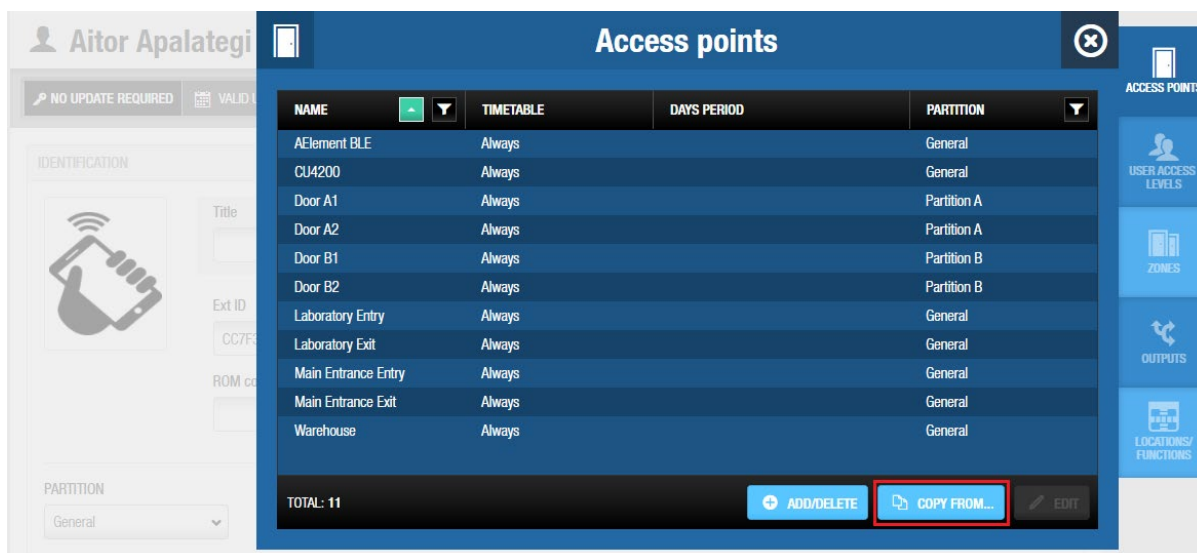 Aitor Apalategi
Access points
ACCESS POINTS
NO UPDATE REQUIRED
VALID
NAME TIMETABLE DAYS PERIOD PARTITION
AElement BLE Always General
CU4200 Always General
Door A1 Always Partition A
Door A2 Always Partition A
Door B1 Always Partition B
Door B2 Always Partition B
Laboratory Entry Always General
Laboratory Exit Always General
Main Entrance Entry Always General
Main Entrance Exit Always General
Warehouse Always General
TOTAL: 11 ADD/DELETE COPY FROM... EDIT
IDENTIFICATION
Title
Ext ID
ROM
PARTITION
General
USER ACCESS
LEVELS
ZONES
OUTPUTS
LOCATIONS/
FUNCTIONS